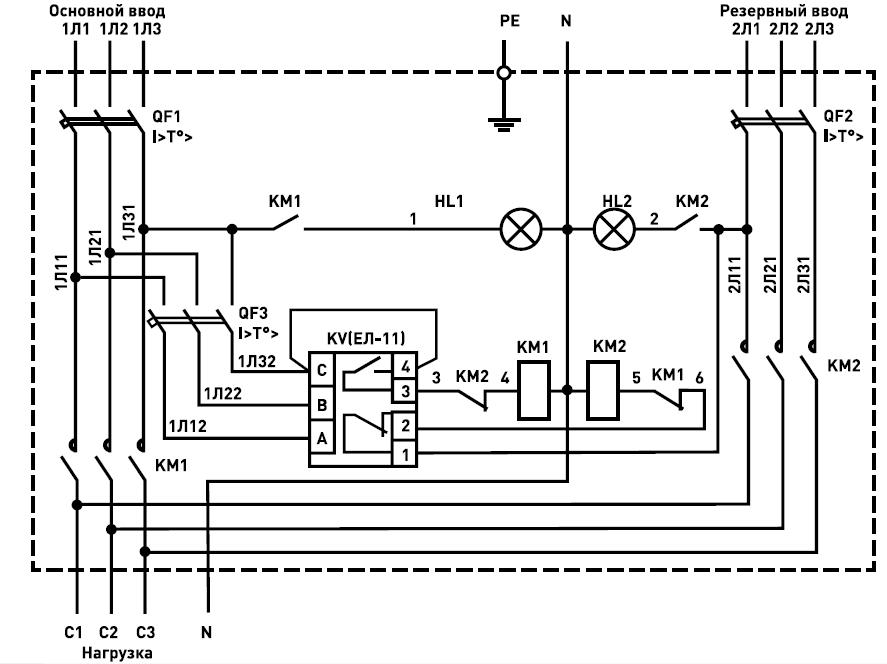 Основной ввод
1Л1 1Л2 1Л3
PE
N
Резервный ввод
2Л1 2Л2 2Л3
QF1
I>T°>
QF2
I>T°>
KM1
1
HL1
HL2
2
KM2
1Л11
1Л21
1Л31
2Л11
2Л21
2Л31
QF3
I>T°>
KV(ЕЛ-11)
1Л32
1Л22
1Л12
C
B
A
4
3
2
1
3
KM2
4
KM1
KM2
5
KM1
6
KM2
KM1
C1 C2 C3
N
Нагрузка